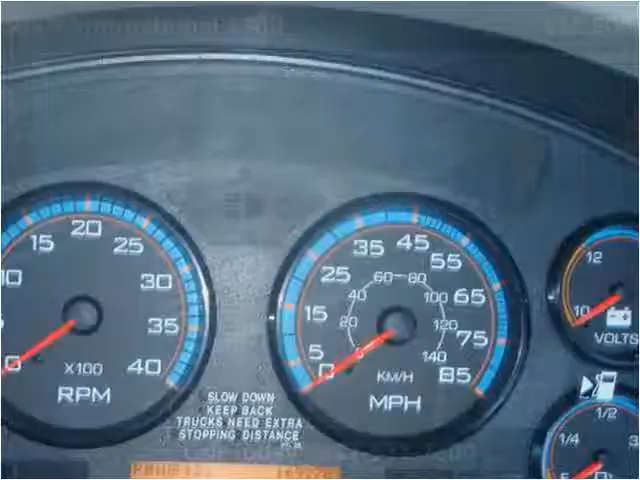 15 20 25 30 35 40
X100
RPM
0 5 15 25 35 45 55 65 75 85
20 40 60 80 100 120 140
KM/H
MPH
10 12
VOLTS
SLOW DOWN
KEEP BACK
TRUCKS NEED EXTRA
STOPPING DISTANCE
1/4 1/2